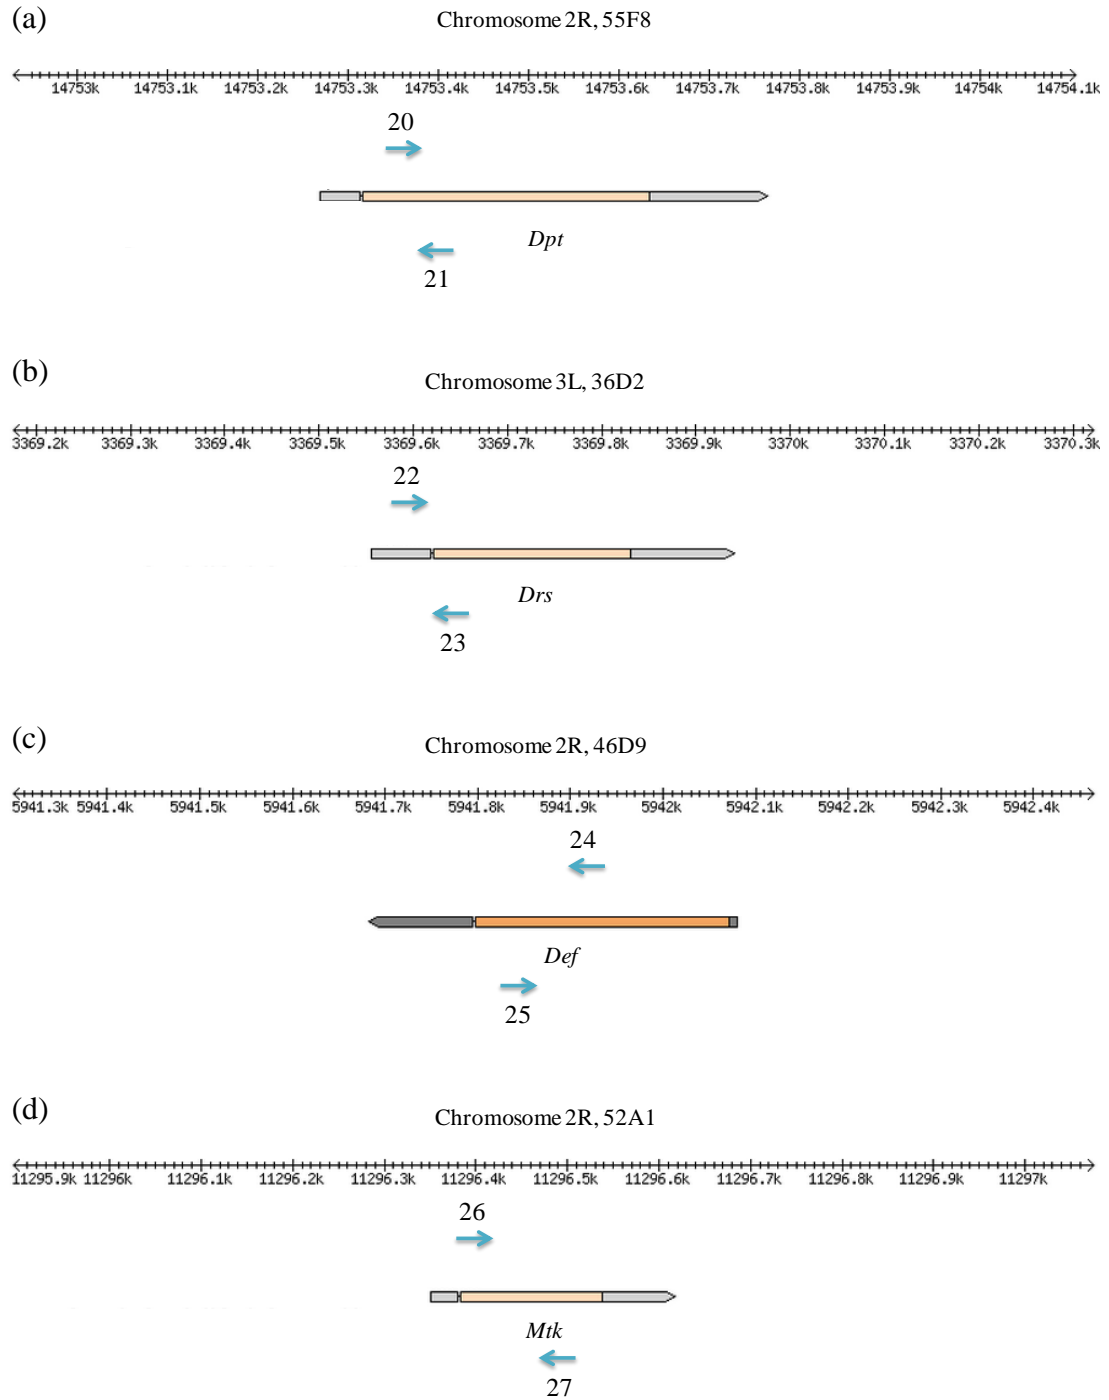 (a)
Chromosome 2R, 55F8
14753k 14753.1k 14753.2k 14753.3k 14753.4k 14753.5k 14753.6k 14753.7k 14753.8k 14753.9k 14754k 14754.1k
20
Dpt
21
(b)
Chromosome 3L, 36D2
3369.2k 3369.3k 3369.4k 3369.5k 3369.6k 3369.7k 3369.8k 3369.9k 3370k 3370.1k 3370.2k 3370.3k
22
Drs
23
(c)
Chromosome 2R, 46D9
5941.3k 5941.4k 5941.5k 5941.6k 5941.7k 5941.8k 5941.9k 5942k 5942.1k 5942.2k 5942.3k 5942.4k
24
Def
25
(d)
Chromosome 2R, 52A1
11295.9k 11296k 11296.1k 11296.2k 11296.3k 11296.4k 11296.5k 11296.6k 11296.7k 11296.8k 11296.9k 11297k
26
Mtk
27